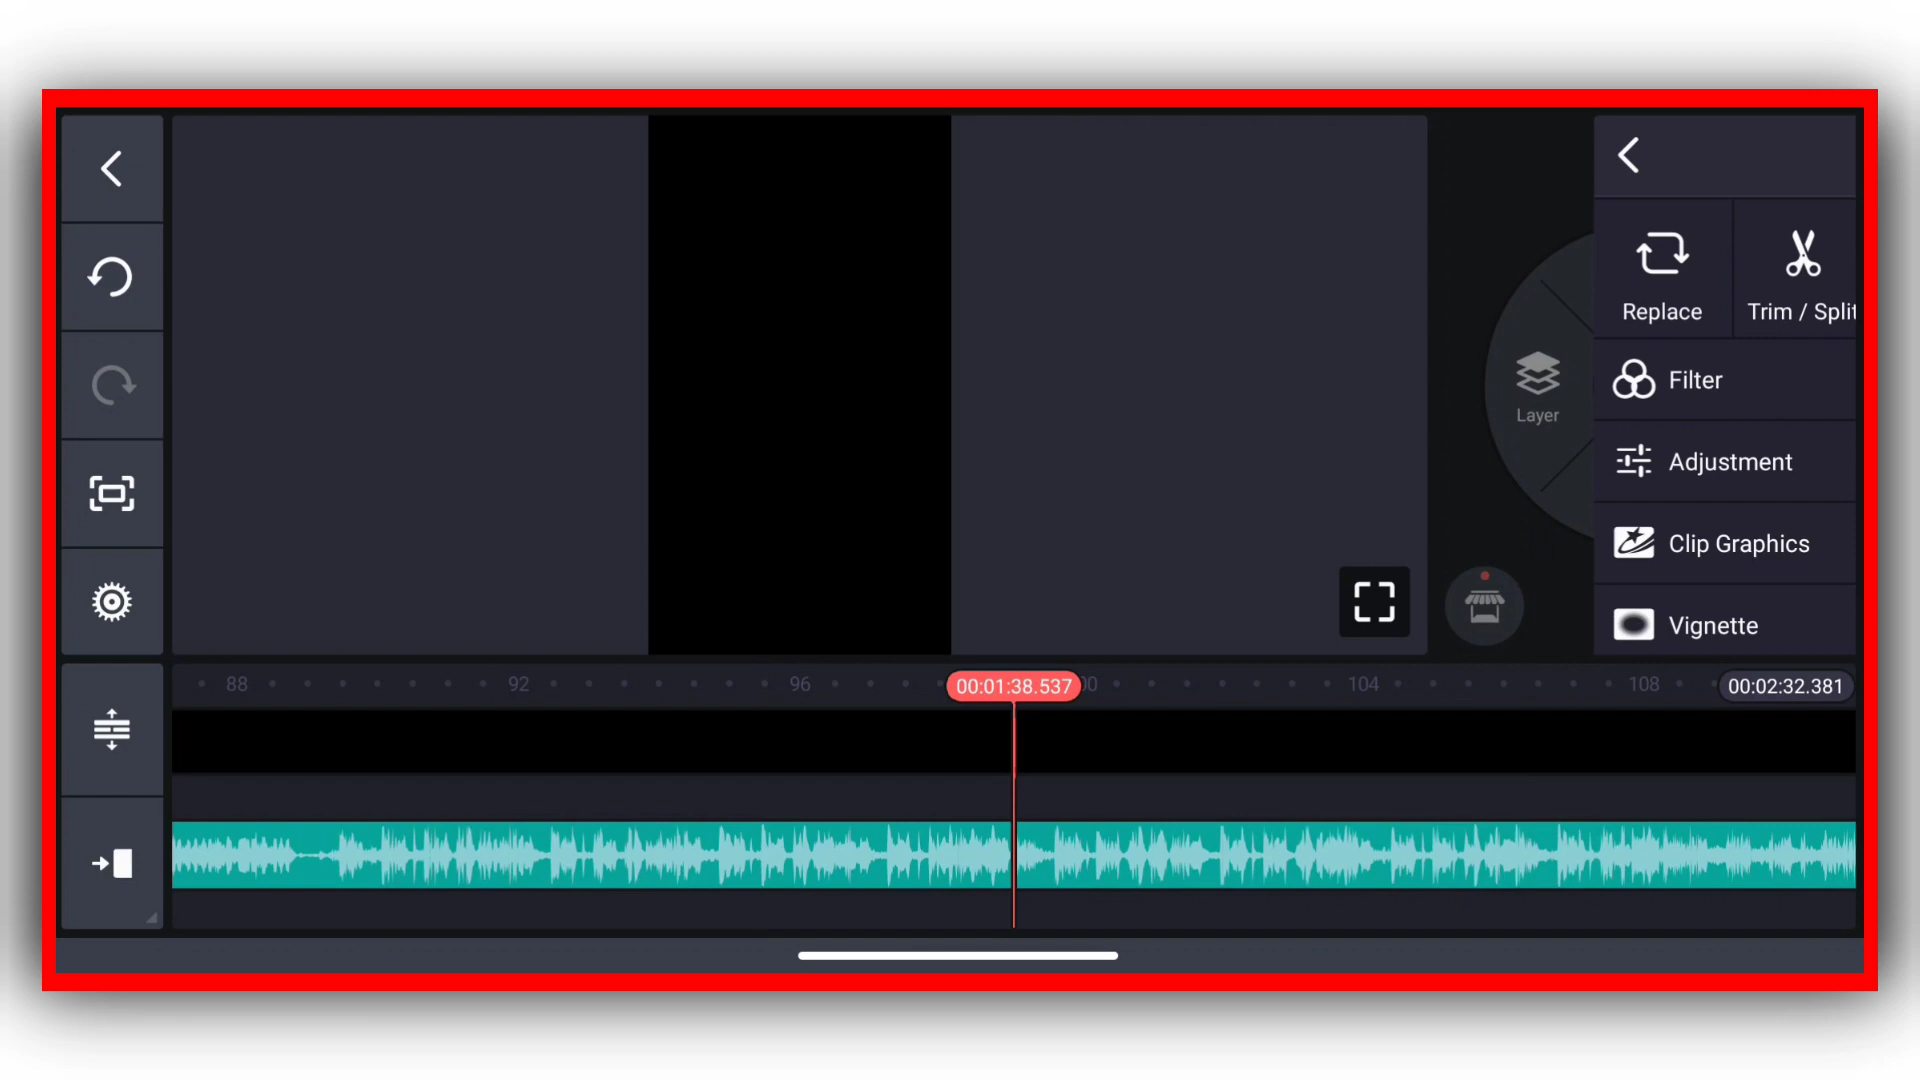 Replace
Trim / Split
Filter
Layer
Adjustment
Clip Graphics
Vignette
88
92
96
00:01:38.537
00
104
108
00:02:32.381